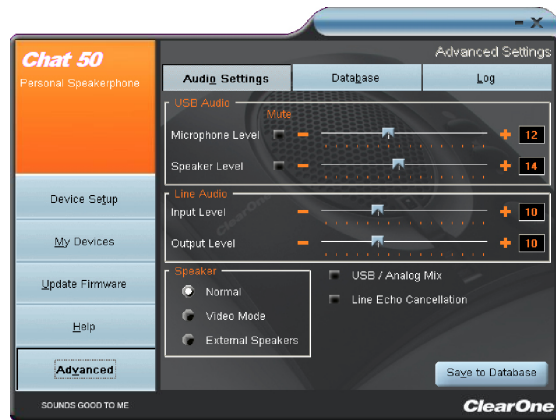 Advanced Settings
Chat 50
Personal Speakerphone
Audio Settings
Database
Log
USB Audio
Mute
Microphone Level
12
Speaker Level
14
Line Audio
Input Level
10
Output Level
10
Speaker
Normal
Video Mode
External Speakers
USB / Analog Mix
Line Echo Cancellation
Device Setup
My Devices
Update Firmware
Help
Advanced
Save to Database
SOUNDS GOOD TO ME
ClearOne
ClearOne